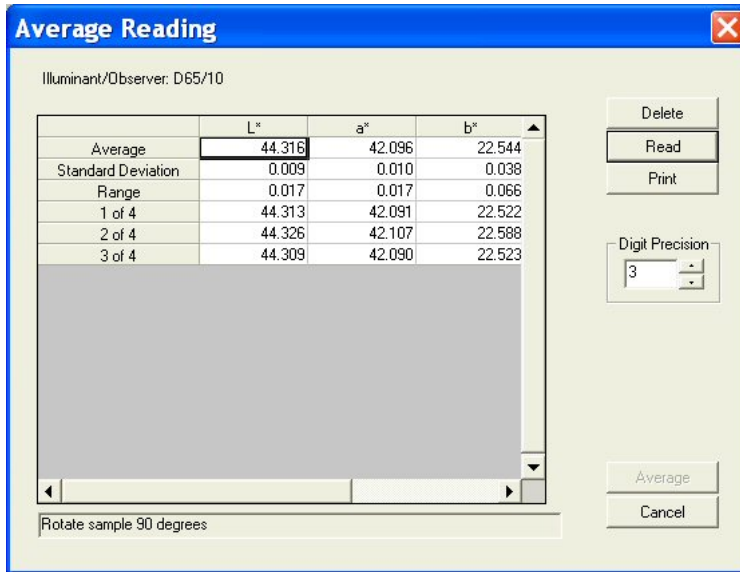 Average Reading
Illuminant/Observer: D65/10
L* a* b*
Average 44.316 42.096 22.544
Standard Deviation 0.009 0.010 0.038
Range 0.017 0.017 0.066
1 of 4 44.313 42.091 22.522
2 of 4 44.326 42.107 22.588
3 of 4 44.309 42.090 22.523
Rotate sample 90 degrees
Delete
Read
Print
Digit Precision
3
Average
Cancel